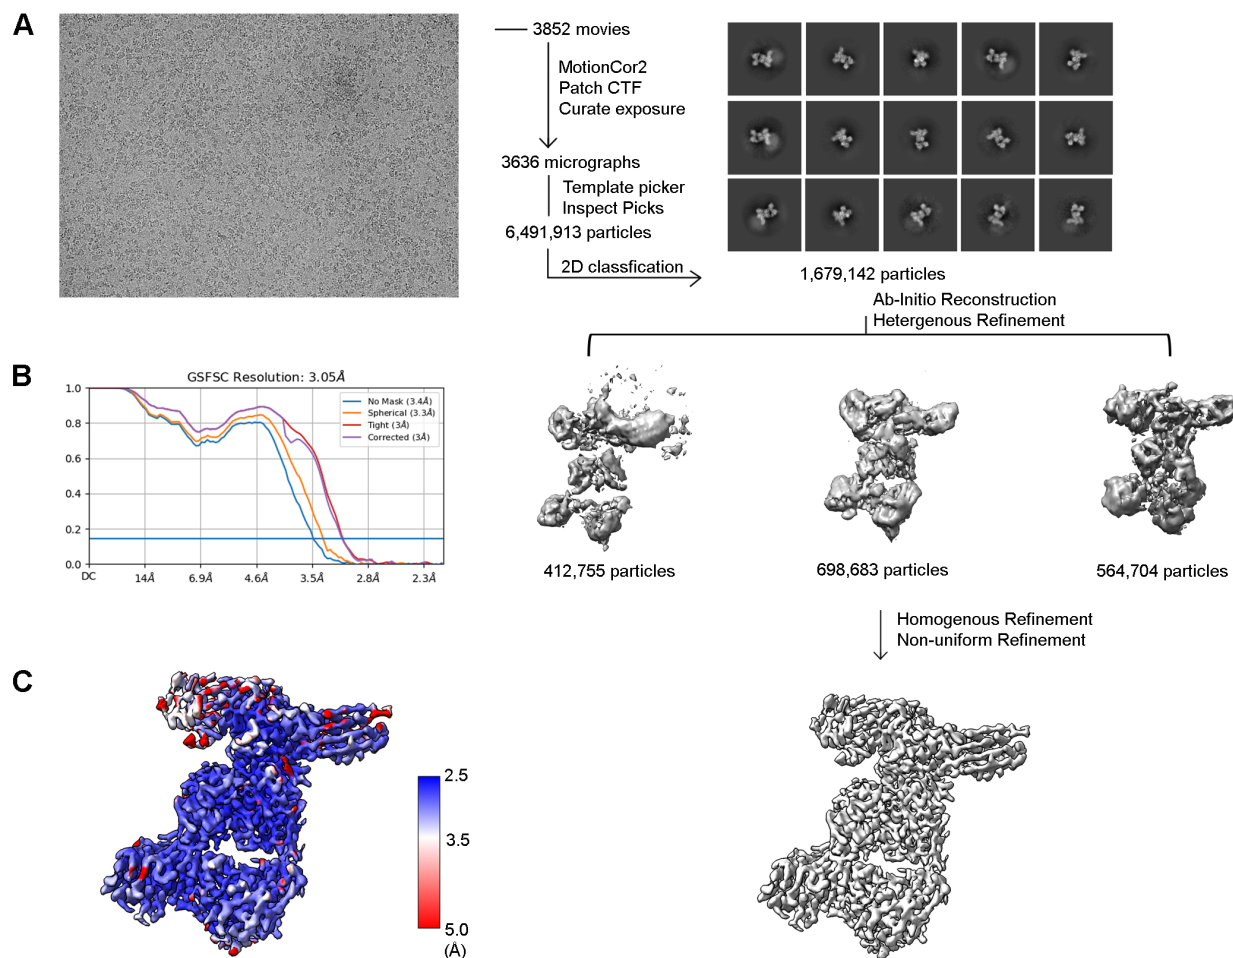 A
3852 movies
MotionCor2
Patch CTF
Curate exposure
3636 micrographs
Template picker
Inspect Picks
6,491,913 particles
2D classfication
1,679,142 particles
Ab-Initio Reconstruction
Hetergenous Refinement
412,755 particles
698,683 particles
564,704 particles
Homogenous Refinement
Non-uniform Refinement
B
GSFSC Resolution: 3.05Å
No Mask (3.4Å)
Spherical (3.3Å)
Tight (3Å)
Corrected (3Å)
1.0
0.8
0.6
0.4
0.2
0.0
DC
14Å
6.9Å
4.6Å
3.5Å
2.8Å
2.3Å
C
2.5
3.5
5.0
(Å)